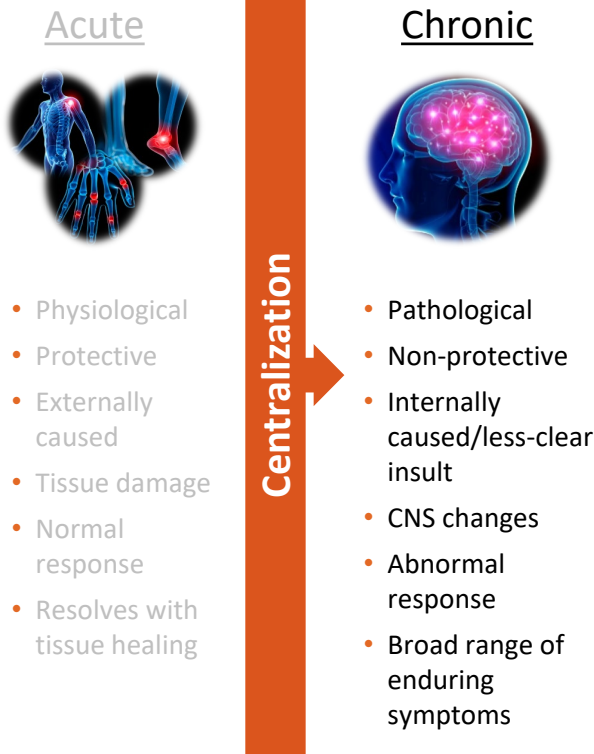 Acute
• Physiological
• Protective
• Externally
caused
• Tissue damage
• Normal
response
• Resolves with
tissue healing
Centralization
Chronic
• Pathological
• Non-protective
• Internally
caused/less-clear
insult
• CNS changes
• Abnormal
response
• Broad range of
enduring
symptoms